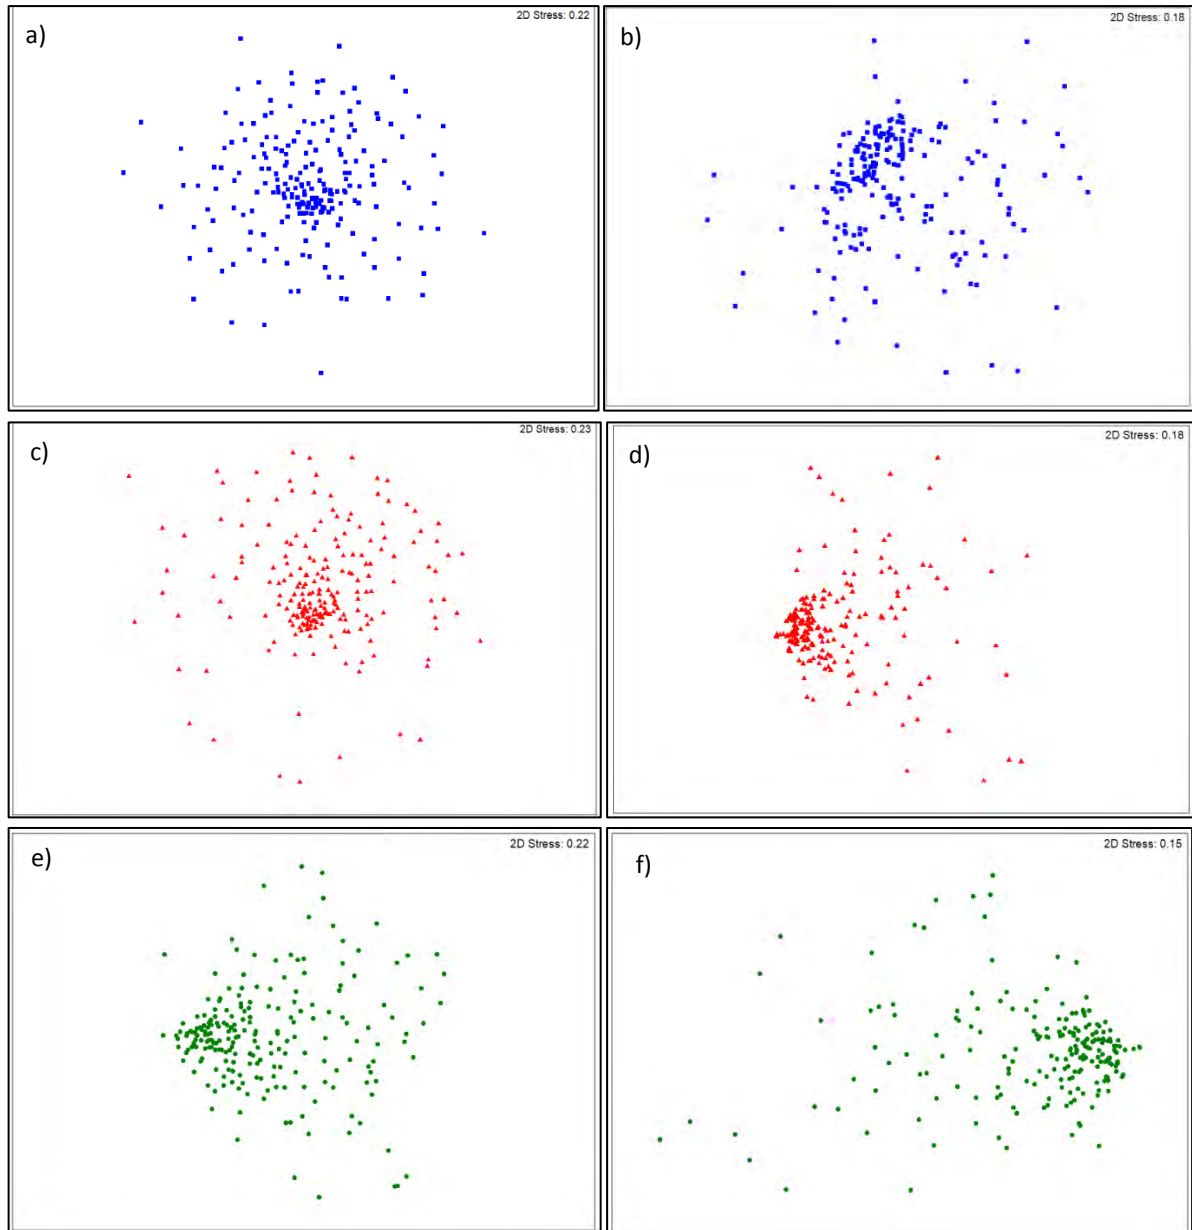 a)
2D Stress: 0.22
b)
2D Stress: 0.18
c)
2D Stress: 0.23
d)
2D Stress: 0.18
e)
2D Stress: 0.22
f)
2D Stress: 0.15